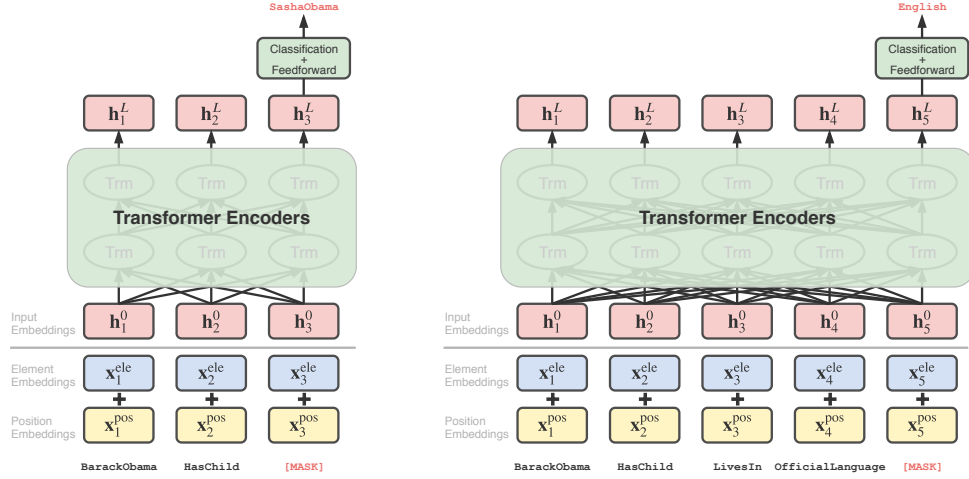 SashaObama
Classification
+
Feedforward
h_1^L h_2^L h_3^L
Trm Trm Trm
Transformer Encoders
Trm Trm Trm
Input
Embeddings
h_1^0 h_2^0 h_3^0
Element
Embeddings
x_1^ele x_2^ele x_3^ele
+ + +
Position
Embeddings
x_1^pos x_2^pos x_3^pos
BarackObama HasChild [MASK]
English
Classification
+
Feedforward
h_1^L h_2^L h_3^L h_4^L h_5^L
Trm Trm Trm Trm Trm
Transformer Encoders
Trm Trm Trm Trm Trm
Input
Embeddings
h_1^0 h_2^0 h_3^0 h_4^0 h_5^0
Element
Embeddings
x_1^ele x_2^ele x_3^ele x_4^ele x_5^ele
+ + + + +
Position
Embeddings
x_1^pos x_2^pos x_3^pos x_4^pos x_5^pos
BarackObama HasChild LivesIn OfficialLanguage [MASK]